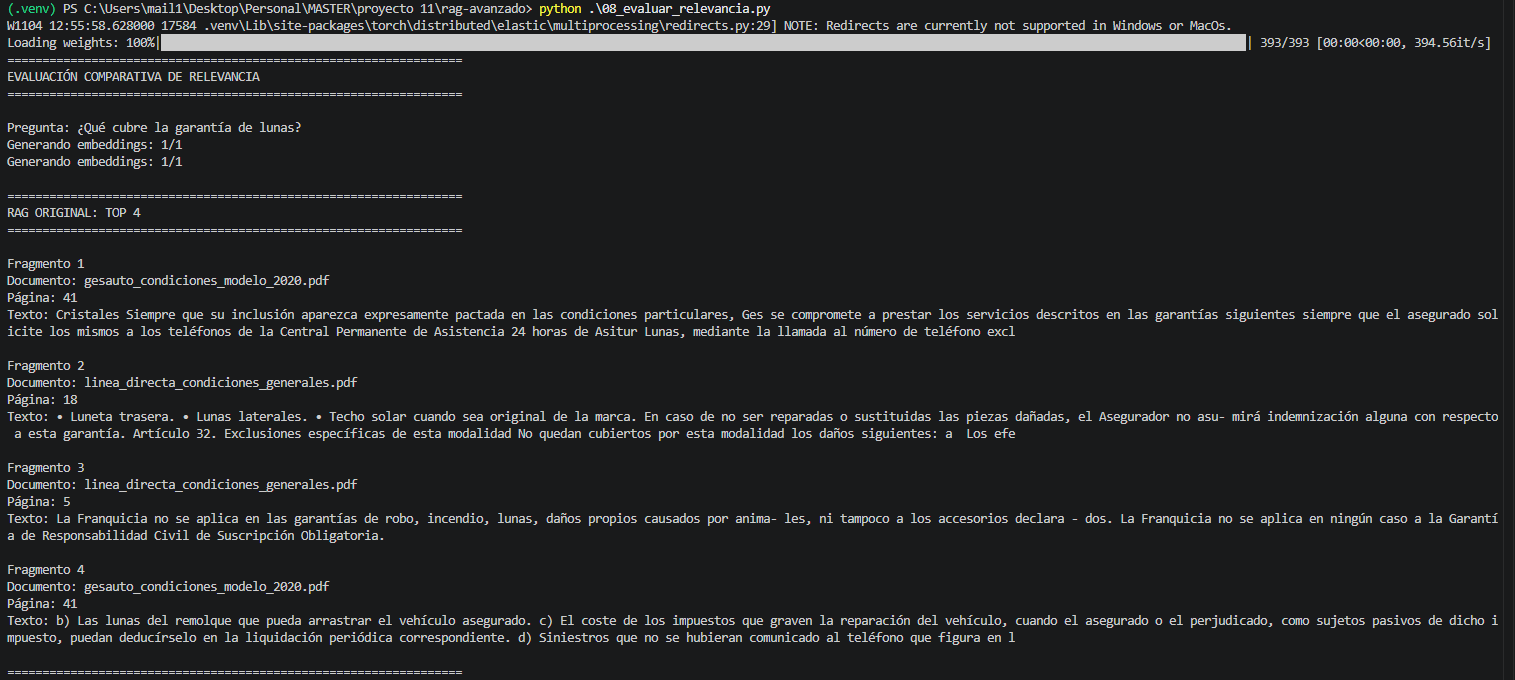 (.venv) PS C:\Users\mail1\Desktop\Personal\MASTER\proyecto 11\rag-avanzado> python .\08_evaluar_relevancia.py
W1104 12:55:58.628000 17584 .venv\Lib\site-packages\torch\distributed\elastic\multiprocessing\redirects.py:29] NOTE: Redirects are currently not supported in Windows or MacOs.
Loading weights: 100%| | 393/393 [00:00<00:00, 394.56it/s]
=================================================================
EVALUACIÓN COMPARATIVA DE RELEVANCIA
=================================================================
Pregunta: ¿Qué cubre la garantía de lunas?
Generando embeddings: 1/1
Generando embeddings: 1/1
=================================================================
RAG ORIGINAL: TOP 4
=================================================================
Fragmento 1
Documento: gesauto_condiciones_modelo_2020.pdf
Página: 41
Texto: Cristales Siempre que su inclusión aparezca expresamente pactada en las condiciones particulares, Ges se compromete a prestar los servicios descritos en las garantías siguientes siempre que el asegurado sol
icite los mismos a los teléfonos de la Central Permanente de Asistencia 24 horas de Asitur Lunas, mediante la llamada al número de teléfono excl
Fragmento 2
Documento: linea_directa_condiciones_generales.pdf
Página: 18
Texto: • Luneta trasera. • Lunas laterales. • Techo solar cuando sea original de la marca. En caso de no ser reparadas o sustituidas las piezas dañadas, el Asegurador no asu- mirá indemnización alguna con respecto
 a esta garantía. Artículo 32. Exclusiones específicas de esta modalidad No quedan cubiertos por esta modalidad los daños siguientes: a  Los efe
Fragmento 3
Documento: linea_directa_condiciones_generales.pdf
Página: 5
Texto: La Franquicia no se aplica en las garantías de robo, incendio, lunas, daños propios causados por anima- les, ni tampoco a los accesorios declara - dos. La Franquicia no se aplica en ningún caso a la Garantí
a de Responsabilidad Civil de Suscripción Obligatoria.
Fragmento 4
Documento: gesauto_condiciones_modelo_2020.pdf
Página: 41
Texto: b) Las lunas del remolque que pueda arrastrar el vehículo asegurado. c) El coste de los impuestos que graven la reparación del vehículo, cuando el asegurado o el perjudicado, como sujetos pasivos de dicho i
mpuesto, puedan deducírselo en la liquidación periódica correspondiente. d) Siniestros que no se hubieran comunicado al teléfono que figura en l
=================================================================